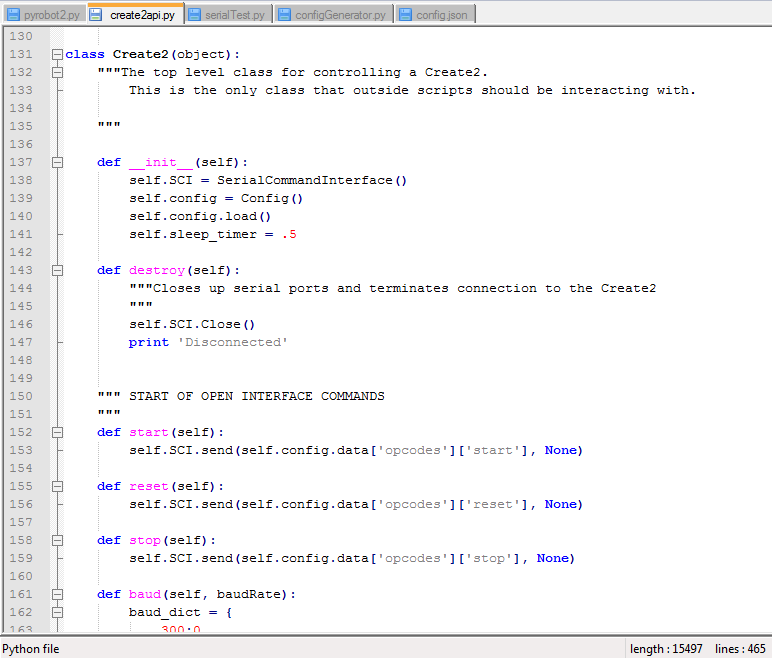 pyrobot2.py create2api.py serialTest.py configGenerator.py config.json
130
131 class Create2(object):
132     """The top level class for controlling a Create2.
133         This is the only class that outside scripts should be interacting with.
134
135     """
136
137     def __init__(self):
138         self.SCI = SerialCommandInterface()
139         self.config = Config()
140         self.config.load()
141         self.sleep_timer = .5
142
143     def destroy(self):
144         """Closes up serial ports and terminates connection to the Create2
145         """
146         self.SCI.Close()
147         print 'Disconnected'
148
149
150     """ START OF OPEN INTERFACE COMMANDS
151     """
152     def start(self):
153         self.SCI.send(self.config.data['opcodes']['start'], None)
154
155     def reset(self):
156         self.SCI.send(self.config.data['opcodes']['reset'], None)
157
158     def stop(self):
159         self.SCI.send(self.config.data['opcodes']['stop'], None)
160
161     def baud(self, baudRate):
162         baud_dict = {
163             300:0
Python file length : 15497 lines : 465